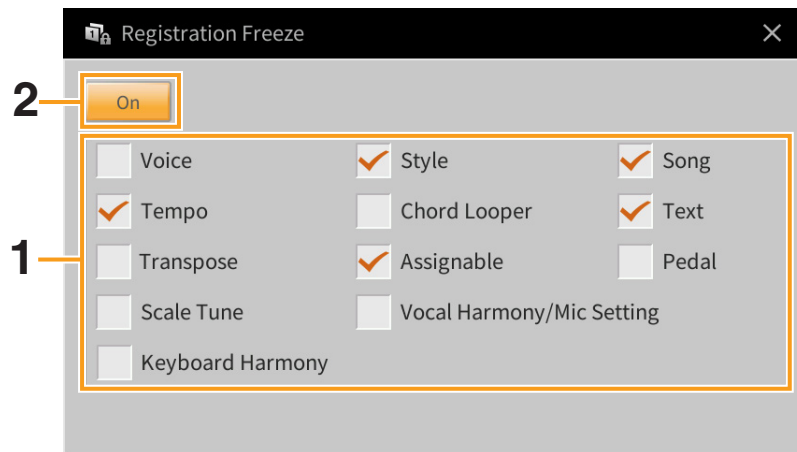 1 Registration Freeze
2 On
Voice Style Song
Tempo Chord Looper Text
1 Transpose Assignable Pedal
Scale Tune Vocal Harmony/Mic Setting
Keyboard Harmony